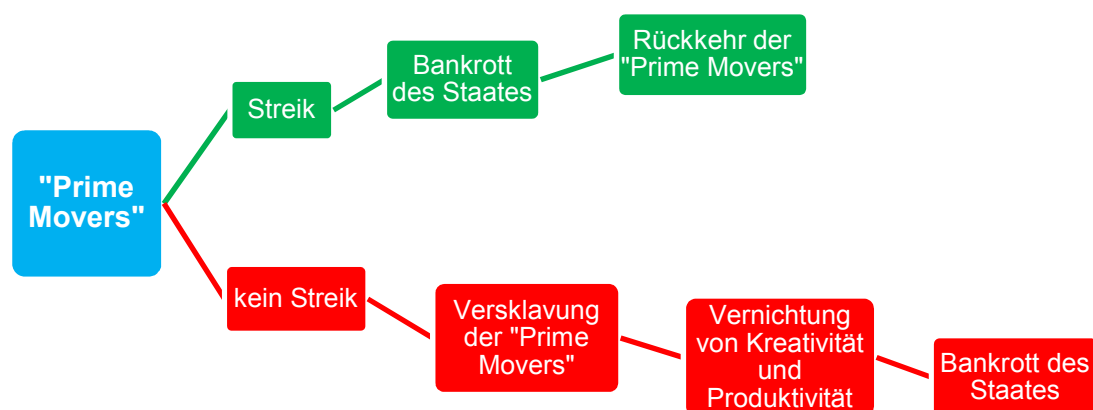 "Prime
Movers"
Streik
Bankrott
des Staates
Rückkehr der
"Prime Movers"
kein Streik
Versklavung
der "Prime
Movers"
Vernichtung
von Kreativität
und
Produktivität
Bankrott des
Staates